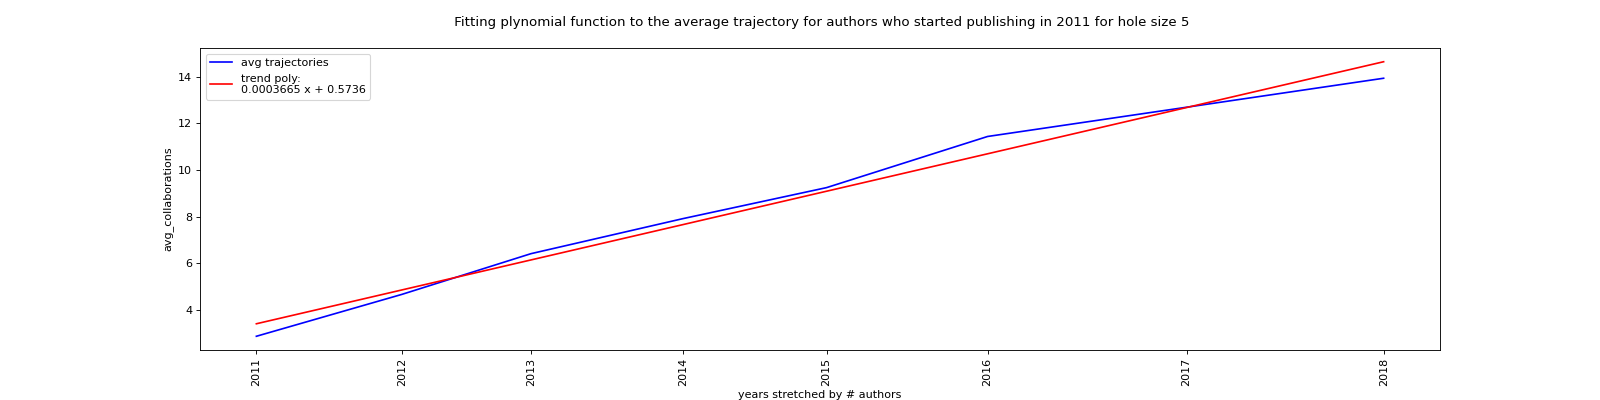 Fitting plynomial function to the average trajectory for authors who started publishing in 2011 for hole size 5
avg trajectories
trend poly:
0.0003665 x + 0.5736
14
12
10
8
6
4
avg_collaborations
2011
2012
2013
2014
2015
2016
2017
2018
years stretched by # authors